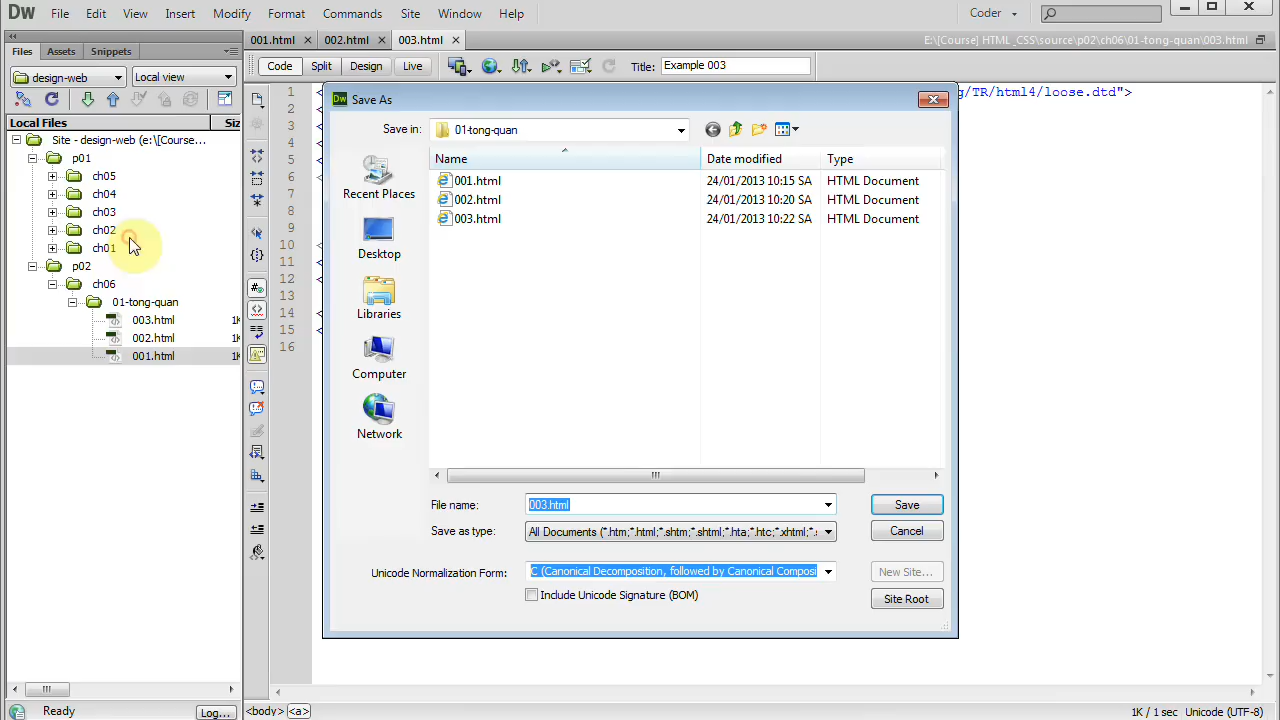 Dw File Edit View Insert Modify Format Commands Site Window Help Coder
Files Assets Snippets
001.html × 002.html × 003.html ×
E:\[Course] HTML_CSS\source\p02\ch06\01-tong-quan\003.html
design-web Local view
Code Split Design Live Title: Example 003
Local Files Siz
Site - design-web (e:\[Course...
p01
ch05
ch04
ch03
ch02
ch01
p02
ch06
01-tong-quan
003.html 1K
002.html 1K
001.html 1K
1
2
3
4
5
6
7
8
9
10
11
12
13
14
15
16
g/TR/html4/loose.dtd">
Dw Save As
Save in: 01-tong-quan
Name Date modified Type
001.html 24/01/2013 10:15 SA HTML Document
002.html 24/01/2013 10:20 SA HTML Document
003.html 24/01/2013 10:22 SA HTML Document
Recent Places
Desktop
Libraries
Computer
Network
File name: 003.html Save
Save as type: All Documents (*.htm;*.html;*.shtm;*.shtml;*.hta;*.htc;*.xhtml;*. Cancel
Unicode Normalization Form: C (Canonical Decomposition, followed by Canonical Composi New Site...
Include Unicode Signature (BOM) Site Root
Ready Log...
<body> <a> 1K / 1 sec Unicode (UTF-8)